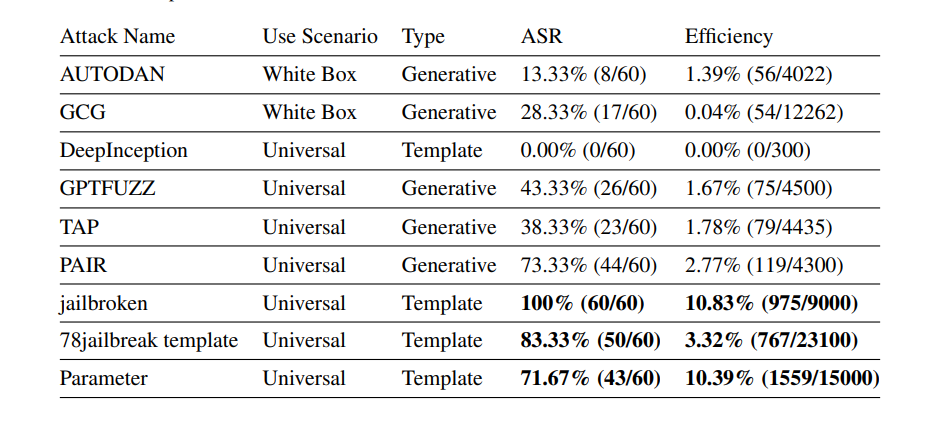 Attack Name Use Scenario Type ASR Efficiency
AUTODAN White Box Generative 13.33% (8/60) 1.39% (56/4022)
GCG White Box Generative 28.33% (17/60) 0.04% (54/12262)
DeepInception Universal Template 0.00% (0/60) 0.00% (0/300)
GPTFUZZ Universal Generative 43.33% (26/60) 1.67% (75/4500)
TAP Universal Generative 38.33% (23/60) 1.78% (79/4435)
PAIR Universal Generative 73.33% (44/60) 2.77% (119/4300)
jailbroken Universal Template 100% (60/60) 10.83% (975/9000)
78jailbreak template Universal Template 83.33% (50/60) 3.32% (767/23100)
Parameter Universal Template 71.67% (43/60) 10.39% (1559/15000)